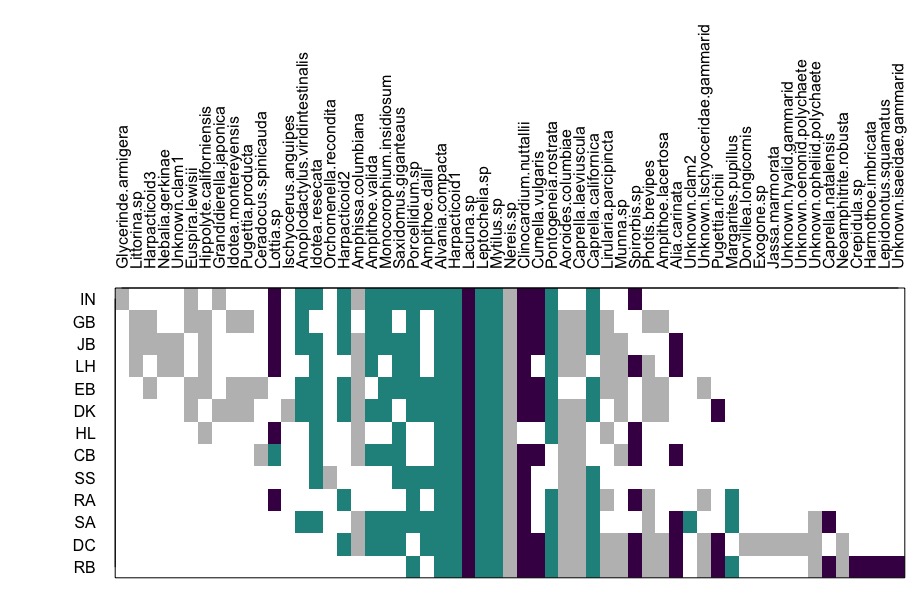 Glycerinde.armigera
Littorina.sp
Harpacticoid3
Nebalia.gerkinae
Unknown.clam1
Euspira.lewisii
Hippolyte.californiensis
Grandidierella.japonica
Idotea.montereyensis
Pugettia.producta
Ceradocus.spinicauda
Lottia.sp
Ischyocerus.anguipes
Anoplodactylus.viridintestinalis
Idotea.resecata
Orchomenella.recondita
Harpacticoid2
Amphissa.columbiana
Ampithoe.valida
Monocorophium.insidiosum
Saxidomus.giganteaus
Porcellidium.sp
Ampithoe.dalli
Alvania.compacta
Harpacticoid1
Lacuna.sp
Leptochelia.sp
Mytilus.sp
Nereis.sp
Clinocardium.nuttallii
Cumella.vulgaris
Pontogeneia.rostrata
Aoroides.columbiae
Caprella.laeviuscula
Caprella.californica
Lirularia.parcipincta
Munna.sp
Spirorbis.sp
Photis.brevipes
Ampithoe.lacertosa
Alia.carinata
Unknown.clam2
Unknown.Ischyoceridae.gammarid
Pugettia.richii
Margarites.pupillus
Dorvillea.longicornis
Exogone.sp
Jassa.marmorata
Unknown.hyalid.gammarid
Unknown.oenonid.polychaete
Unknown.opheliid.polychaete
Caprella.natalensis
Neoamphitrite.robusta
Crepidula.sp
Harmothoe.imbricata
Lepidonotus.squamatus
Unknown.isaeidae.gammarid
IN
GB
JB
LH
EB
DK
HL
CB
SS
RA
SA
DC
RB